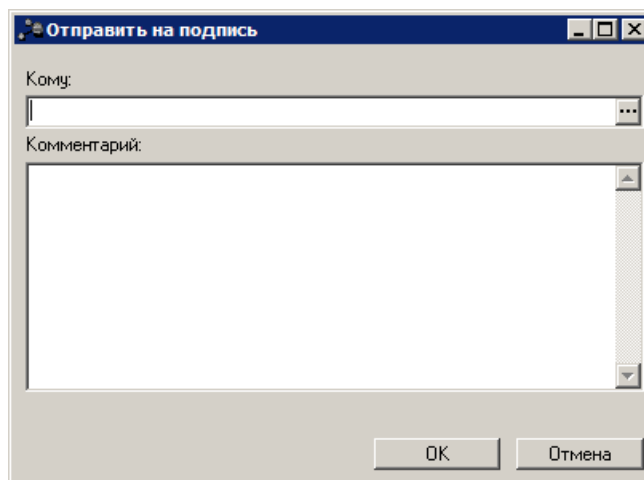 Отправить на подпись
Кому:
...
Комментарий:
OK
Отмена